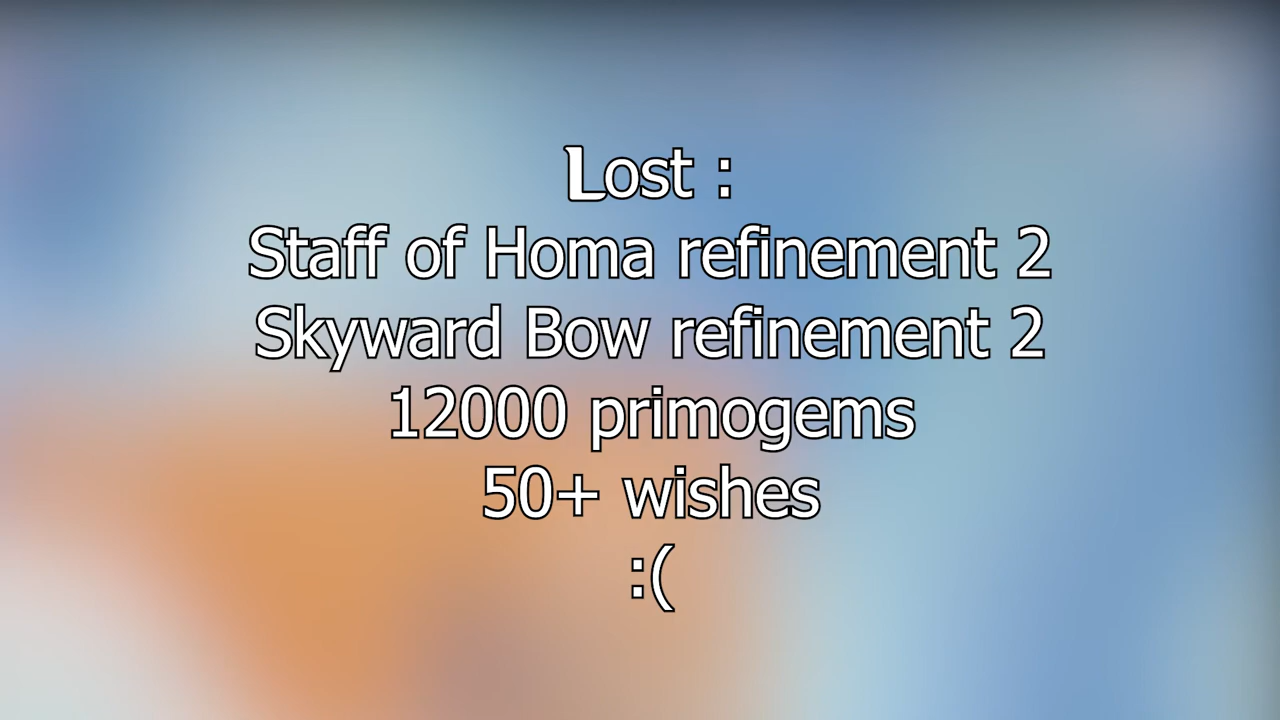 Lost :
Staff of Homa refinement 2
Skyward Bow refinement 2
12000 primogems
50+ wishes
:(